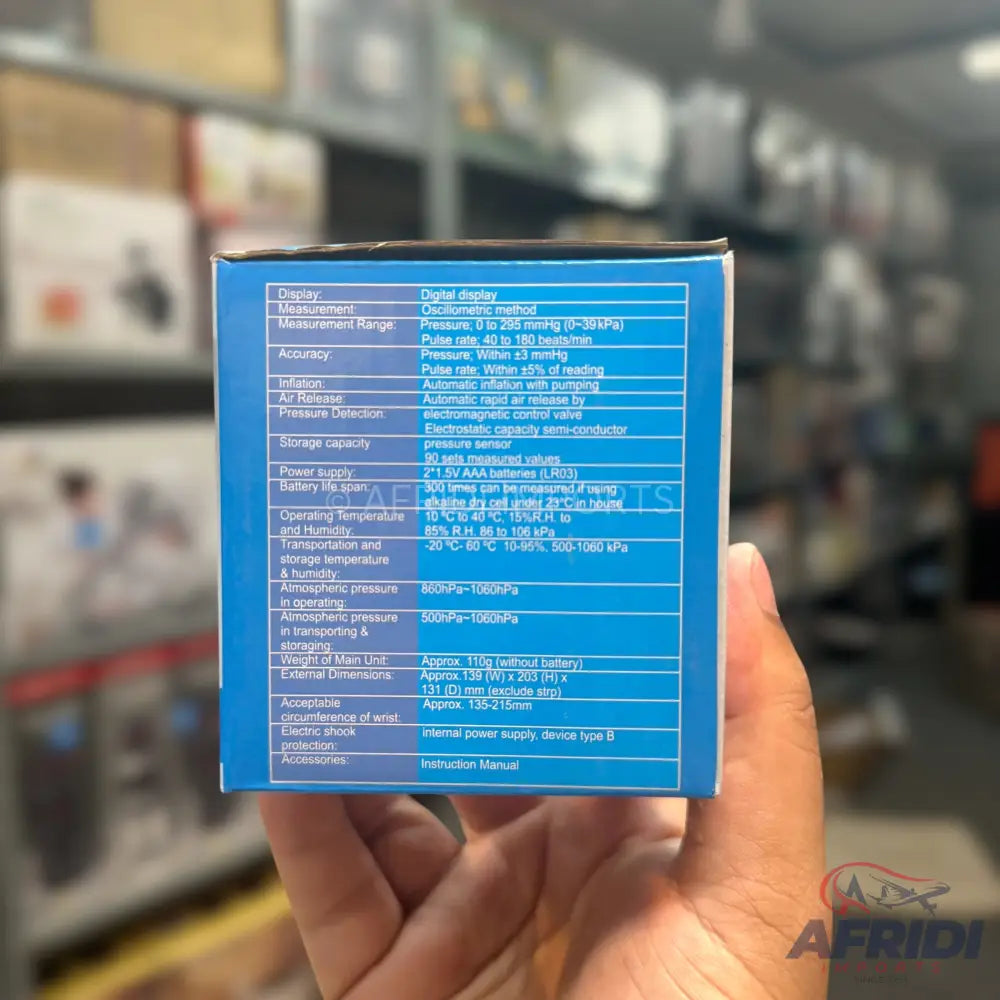 Display: Digital display
Measurement: Oscillometric method
Measurement Range: Pressure; 0 to 295 mmHg (0~39kPa)
Pulse rate; 40 to 180 beats/min
Accuracy: Pressure; Within ±3 mmHg
Pulse rate; Within ±5% of reading
Inflation: Automatic inflation with pumping
Air Release: Automatic rapid air release by
Pressure Detection: electromagnetic control valve
Electrostatic capacity semi-conductor
Storage capacity pressure sensor
90 sets measured values
Power supply: 2*1.5V AAA batteries (LR03)
Battery life span: 300 times can be measured if using
alkaline dry cell under 23°C in house
© AFRIDI IMPORTS
Operating Temperature 10 ºC to 40 ºC, 15%R.H. to
and Humidity: 85% R.H. 86 to 106 kPa
Transportation and -20 ºC- 60 ºC 10-95%. 500-1060 kPa
storage temperature
& humidity:
Atmospheric pressure 860hPa~1060hPa
in operating:
Atmospheric pressure 500hPa~1060hPa
in transporting &
storaging:
Weight of Main Unit: Approx. 110g (without battery)
External Dimensions: Approx.139 (W) x 203 (H) x
131 (D) mm (exclude strp)
Acceptable Approx. 135-215mm
circumference of wrist:
Electric shook internal power supply, device type B
protection:
Accessories: Instruction Manual
AFRIDI
IMPORTS